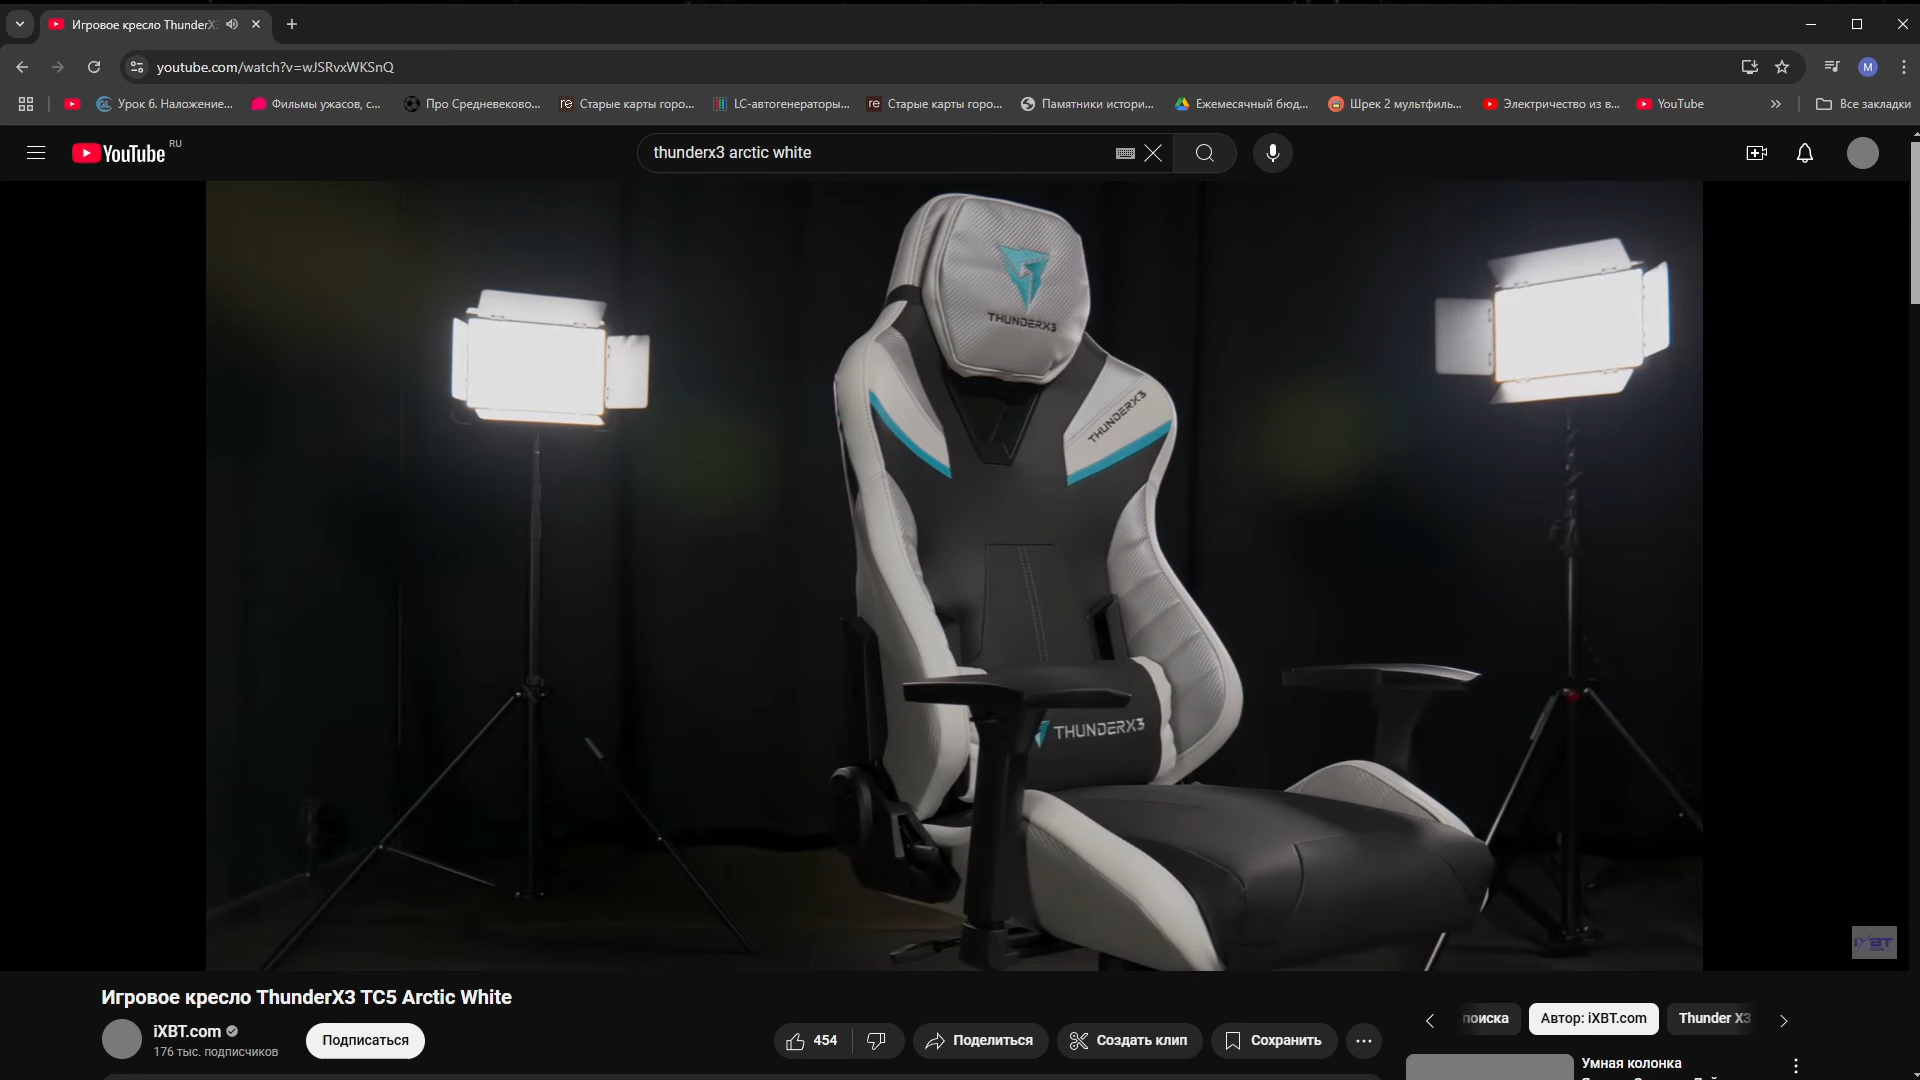 Игровое кресло ThunderX3
youtube.com/watch?v=wJSRvxWKSnQ
M
Урок 6. Наложение...
Фильмы ужасов, с...
Про Средневеково...
Старые карты горо...
LC-автогенераторы...
Старые карты горо...
Памятники истори...
Ежемесячный бюд...
Шрек 2 мультфиль...
Электричество из в...
YouTube
Все закладки
YouTube RU
thunderx3 arctic white
THUNDERX3
THUNDERX3
THUNDERX3
iXBT
Игровое кресло ThunderX3 TC5 Arctic White
iXBT.com
176 тыс. подписчиков
Подписаться
454
Поделиться
Создать клип
Сохранить
поиска
Автор: iXBT.com
Thunder X3
Умная колонка